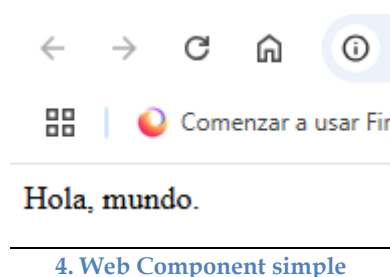 Comenzar a usar Fir
Hola, mundo.
4. Web Component simple